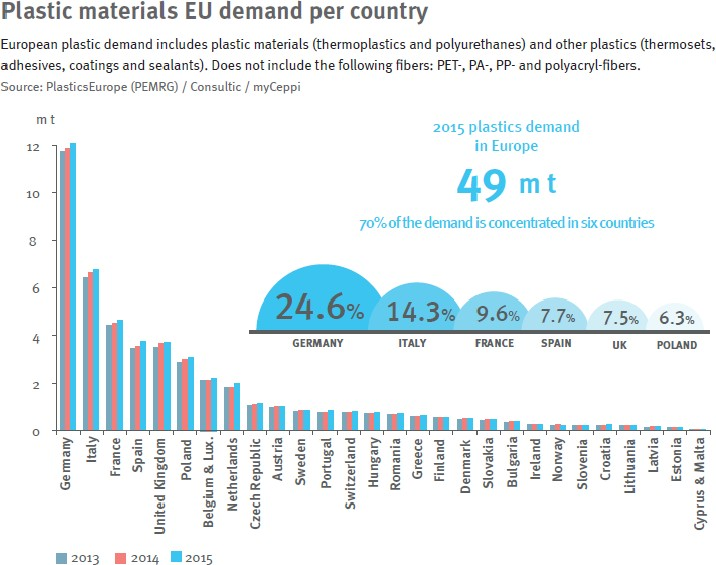 Plastic materials EU demand per country
European plastic demand includes plastic materials (thermoplastics and polyurethanes) and other plastics (thermosets,
adhesives, coatings and sealants). Does not include the following fibers: PET-, PA-, PP- and polyacryl-fibers.
Source: PlasticsEurope (PEMRG) / Consultic / myCeppi
m t
12
10
8
6
4
2
0
2015 plastics demand
in Europe
49 m t
70% of the demand is concentrated in six countries
24.6% 14.3% 9.6% 7.7% 7.5% 6.3%
GERMANY ITALY FRANCE SPAIN UK POLAND
Germany
Italy
France
Spain
United Kingdom
Poland
Belgium & Lux.
Netherlands
Czech Republic
Austria
Sweden
Portugal
Switzerland
Hungary
Romania
Greece
Finland
Denmark
Slovakia
Bulgaria
Ireland
Norway
Slovenia
Croatia
Lithuania
Latvia
Estonia
Cyprus & Malta
2013 2014 2015